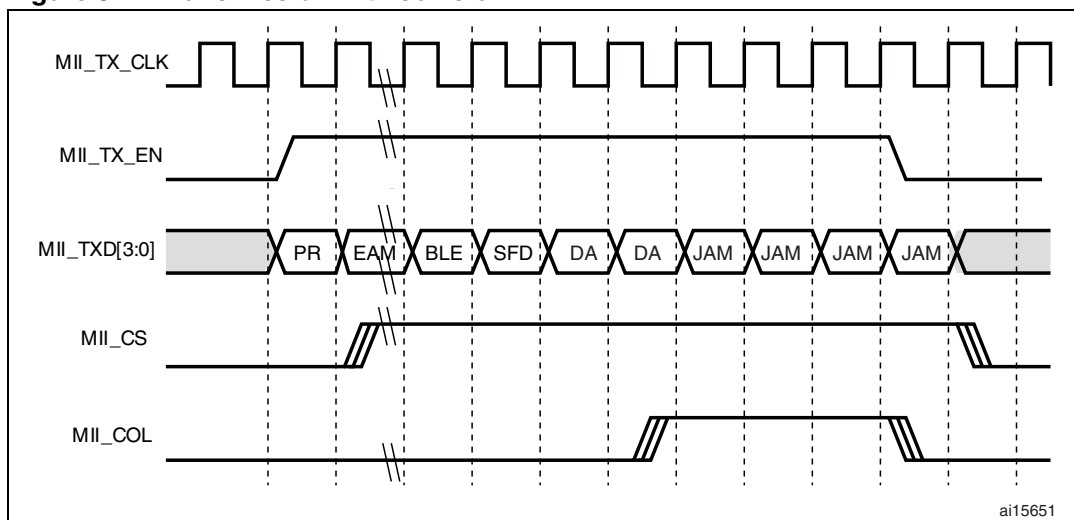 MII_TX_CLK
MII_TX_EN
MII_TXD[3:0] PR EAM BLE SFD DA DA JAM JAM JAM JAM
MII_CS
MII_COL
ai15651